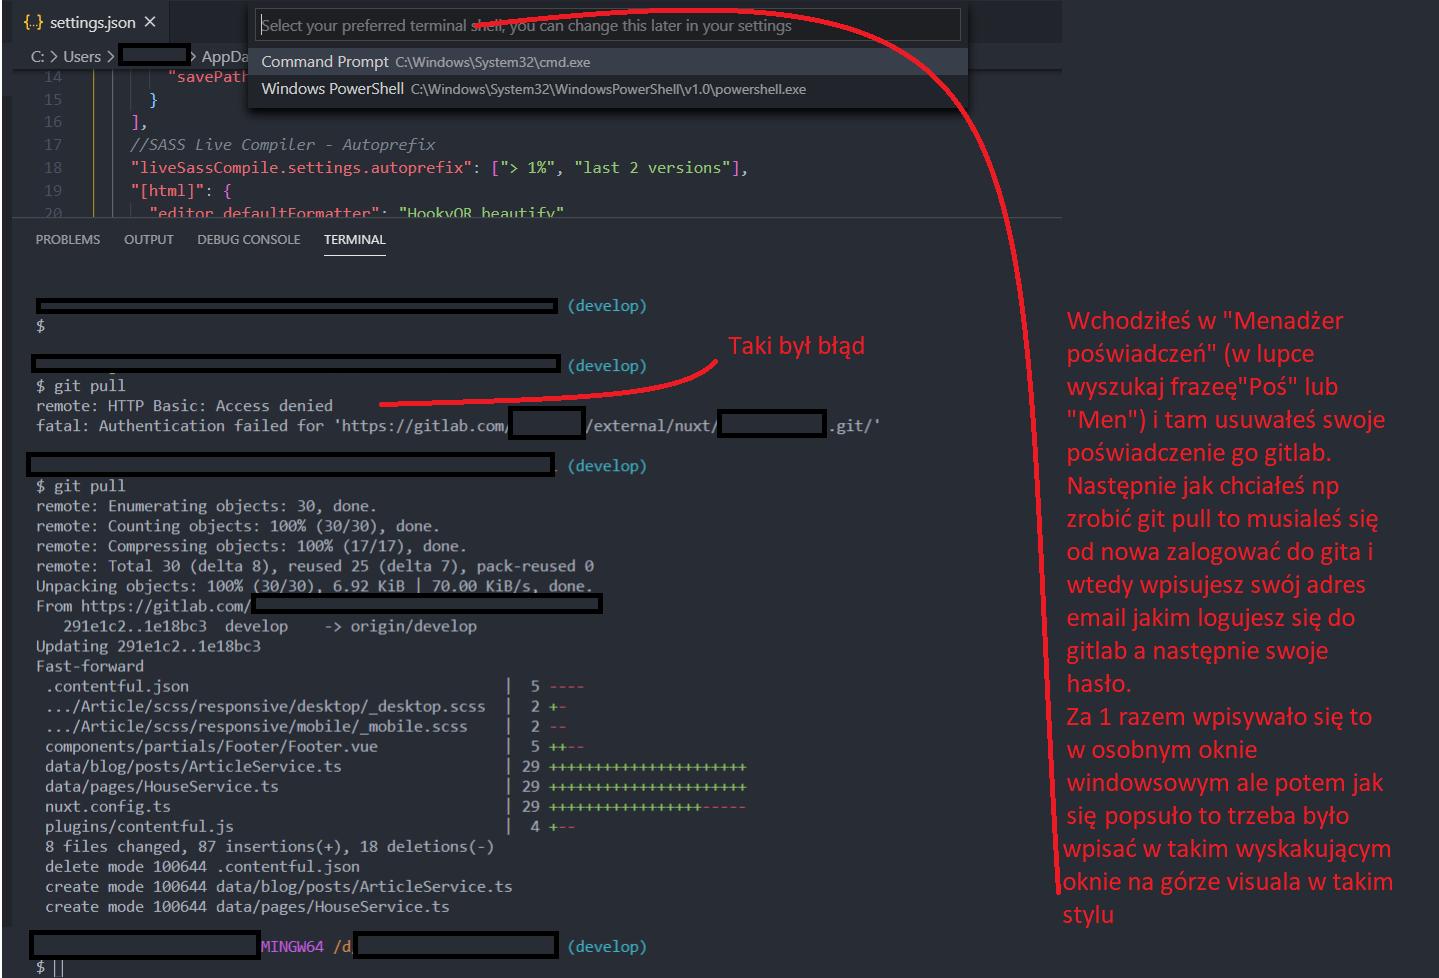 {..} settings.json ×
Select your preferred terminal shell, you can change this later in your settings
C: > Users > > AppDa
Command Prompt C:\Windows\System32\cmd.exe
14 "savePath
Windows PowerShell C:\Windows\System32\WindowsPowerShell\v1.0\powershell.exe
15 }
16 ],
17 //SASS Live Compiler - Autoprefix
18 "liveSassCompile.settings.autoprefix": ["> 1%", "last 2 versions"],
19 "[html]": {
20 "editor.defaultFormatter": "HookyQR.beautify"
PROBLEMS OUTPUT DEBUG CONSOLE TERMINAL
(develop)
$
(develop)
$ git pull
remote: HTTP Basic: Access denied
fatal: Authentication failed for 'https://gitlab.com/ /external/nuxt/ .git/'
(develop)
$ git pull
remote: Enumerating objects: 30, done.
remote: Counting objects: 100% (30/30), done.
remote: Compressing objects: 100% (17/17), done.
remote: Total 30 (delta 8), reused 25 (delta 7), pack-reused 0
Unpacking objects: 100% (30/30), 6.92 KiB | 70.00 KiB/s, done.
From https://gitlab.com/
291e1c2..1e18bc3 develop -> origin/develop
Updating 291e1c2..1e18bc3
Fast-forward
.contentful.json | 5 ----
.../Article/scss/responsive/desktop/_desktop.scss | 2 +-
.../Article/scss/responsive/mobile/_mobile.scss | 2 --
components/partials/Footer/Footer.vue | 5 ++--
data/blog/posts/ArticleService.ts | 29 ++++++++++++++++++++++
data/pages/HouseService.ts | 29 ++++++++++++++++++++++
nuxt.config.ts | 29 +++++++++++++++++-----
plugins/contentful.js | 4 +--
8 files changed, 87 insertions(+), 18 deletions(-)
delete mode 100644 .contentful.json
create mode 100644 data/blog/posts/ArticleService.ts
create mode 100644 data/pages/HouseService.ts
MINGW64 /d/ (develop)
$
Taki był błąd
Wchodziłeś w "Menadżer
poświadczeń" (w lupce
wyszukaj frazeę"Poś" lub
"Men") i tam usuwałeś swoje
poświadczenie go gitlab.
Następnie jak chciałeś np
zrobić git pull to musialeś się
od nowa zalogować do gita i
wtedy wpisujesz swój adres
email jakim logujesz się do
gitlab a następnie swoje
hasło.
Za 1 razem wpisywało się to
w osobnym oknie
windowsowym ale potem jak
się popsuło to trzeba było
wpisać w takim wyskakującym
oknie na górze visuala w takim
stylu